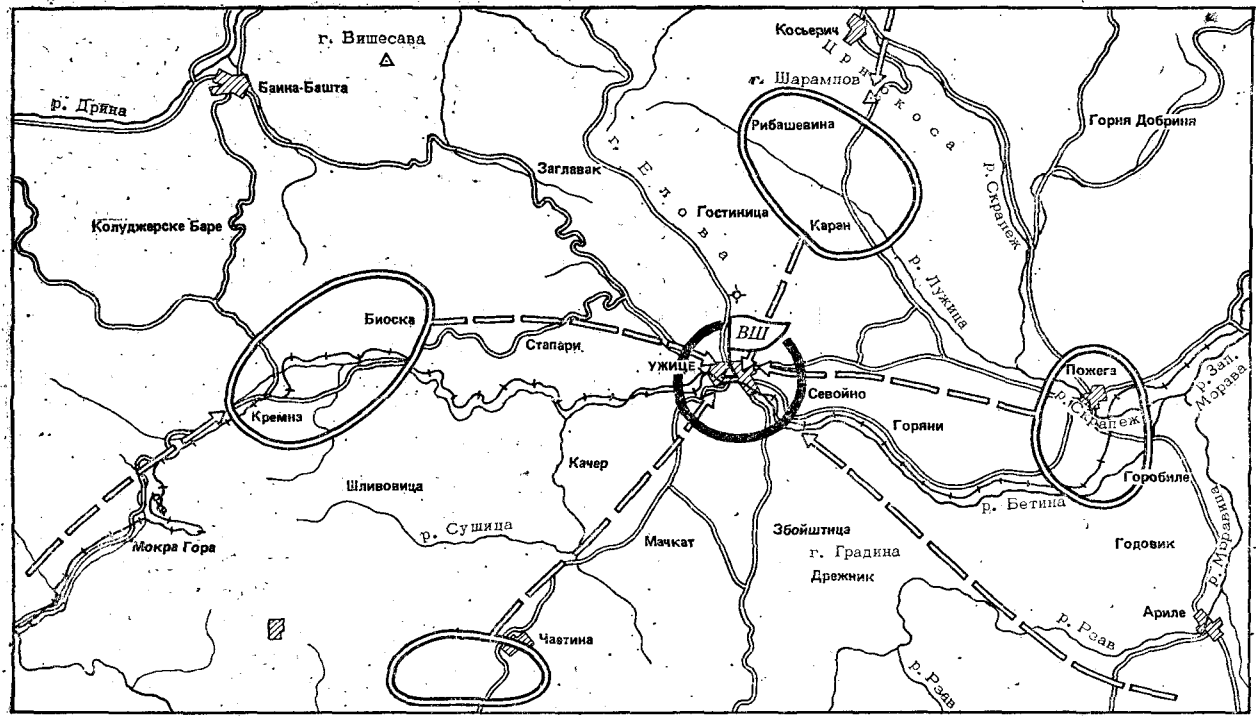 г. Вишесава
Косьерич
Црнокоса
Баина-Башта
г. Шарампов
р. Дрина
Рибашевина
Горня Добриня
г. Елова
Заглавак
р. Скрапеж
Гостиница
Колуджерске Баре
Каран
р. Лужица
Биоска
ВШ
Стапари
УЖИЦЕ
Пожега
р. Зап. Морава
р. Скрапеж
Севойно
Кремна
Горяни
Качер
Горобиле
Шливовица
р. Бетина
р. Сушица
Збойштица
Мокра Гора
Мачкат
г. Градина
Годовик
Дрежник
р. Моравица
Ариле
р. Рзав
Чаетина
р. Рзав